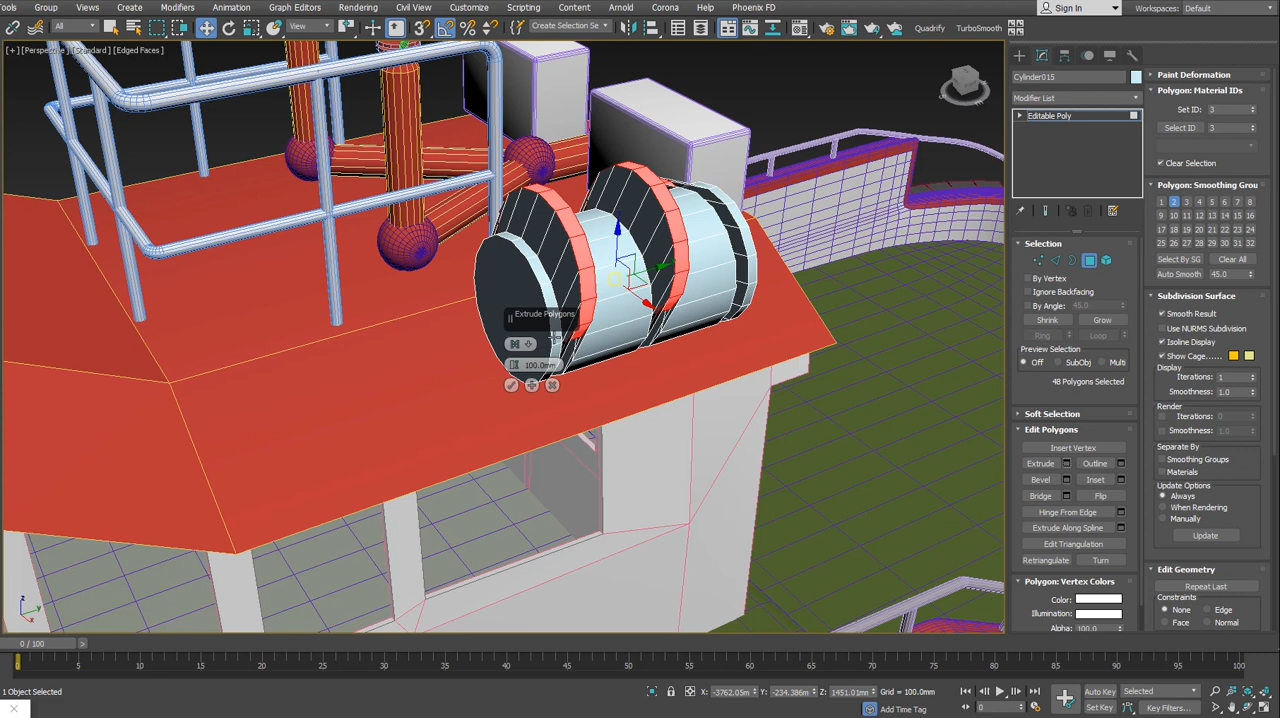 Tools Group Views Create Modifiers Animation Graph Editors Rendering Civil View Customize Scripting Content Arnold Corona Help Phoenix FD Sign In Workspaces: Default
All View Create Selection Se Quadrify TurboSmooth
[+] [Perspective] [Standard] [Edged Faces]
Cylinder015
Modifier List
Editable Poly
Selection
By Vertex
Ignore Backfacing
By Angle: 45.0
Shrink Grow
Ring Loop
Preview Selection
Off SubObj Multi
48 Polygons Selected
Soft Selection
Edit Polygons
Insert Vertex
Extrude Outline
Bevel Inset
Bridge Flip
Hinge From Edge
Extrude Along Spline
Edit Triangulation
Retriangulate Turn
Polygon: Vertex Colors
Color:
Illumination:
Alpha: 100.0
Paint Deformation
Polygon: Material IDs
Set ID: 3
Select ID 3
Clear Selection
Polygon: Smoothing Grou
1 2 3 4 5 6 7 8
9 10 11 12 13 14 15 16
17 18 19 20 21 22 23 24
25 26 27 28 29 30 31 32
Select By SG Clear All
Auto Smooth 45.0
Subdivision Surface
Smooth Result
Use NURMS Subdivision
Isoline Display
Show Cage......
Display
Iterations: 1
Smoothness: 1.0
Render
Iterations: 0
Smoothness: 1.0
Separate By
Smoothing Groups
Materials
Update Options
Always
When Rendering
Manually
Update
Edit Geometry
Repeat Last
Constraints
None Edge
Face Normal
Extrude Polygons
100.0mm
z
y
x
0 / 100 >
0 5 10 15 20 25 30 35 40 45 50 55 60 65 70 75 80 85 90 95 100
1 Object Selected X: -3762.05m Y: -234.386m Z: 1451.01mm Grid = 100.0mm Auto Key Selected
Add Time Tag 0 Set Key Key Filters...